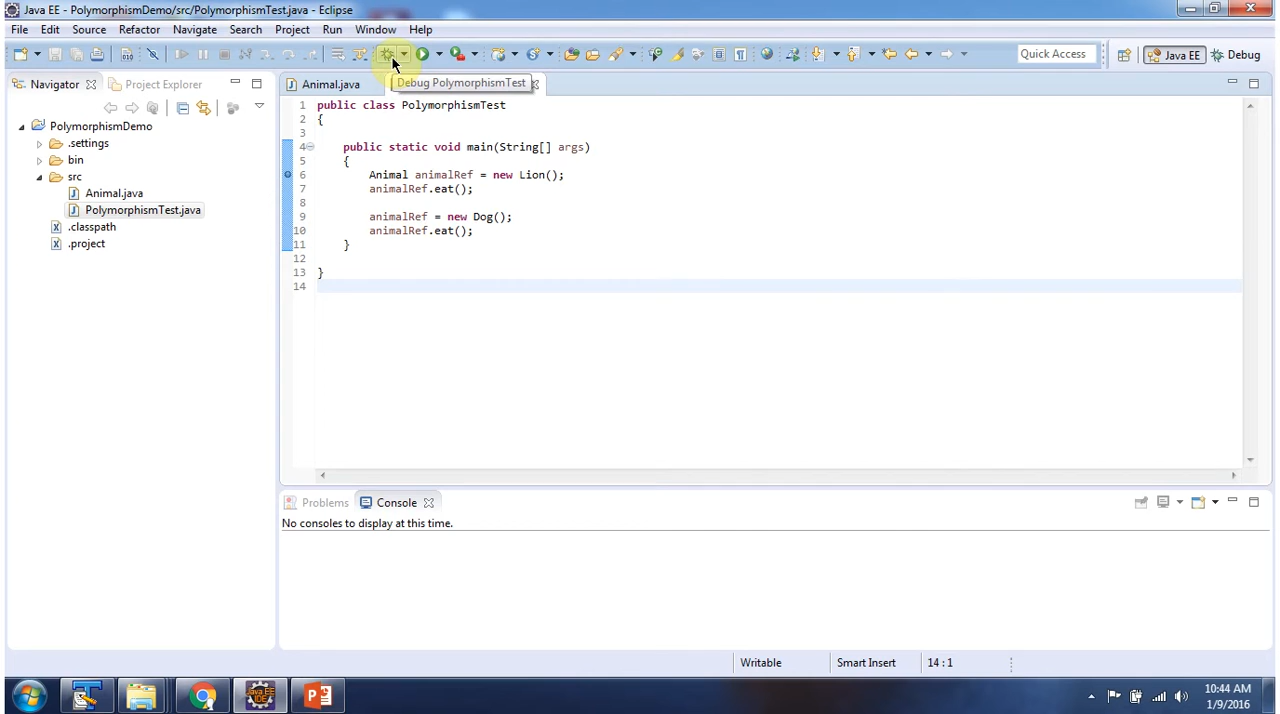 Java EE - PolymorphismDemo/src/PolymorphismTest.java - Eclipse
File Edit Source Refactor Navigate Search Project Run Window Help
Quick Access Java EE Debug
Navigator Project Explorer
Animal.java
Debug PolymorphismTest
PolymorphismDemo
.settings
bin
src
Animal.java
PolymorphismTest.java
.classpath
.project
1 public class PolymorphismTest
2 {
3
4 public static void main(String[] args)
5 {
6 Animal animalRef = new Lion();
7 animalRef.eat();
8
9 animalRef = new Dog();
10 animalRef.eat();
11 }
12
13 }
14
Problems Console
No consoles to display at this time.
Writable Smart Insert 14 : 1
Java EE
IDE
10:44 AM
1/9/2016